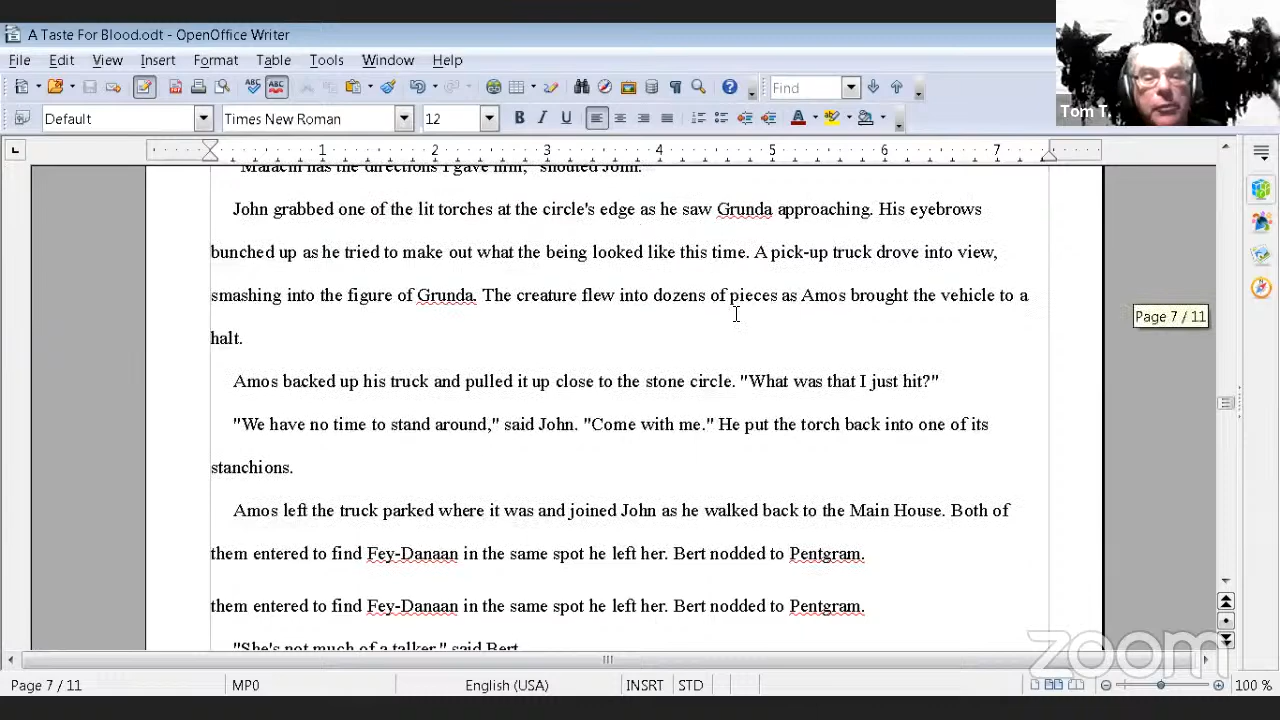 A Taste For Blood.odt - OpenOffice Writer
File Edit View Insert Format Table Tools Window Help
Find
Default Times New Roman 12 B I U
Tom T.
1 2 3 4 5 6 7
"Malachi has the directions I gave him," shouted John.
John grabbed one of the lit torches at the circle's edge as he saw Grunda approaching. His eyebrows
bunched up as he tried to make out what the being looked like this time. A pick-up truck drove into view,
smashing into the figure of Grunda. The creature flew into dozens of pieces as Amos brought the vehicle to a
halt.
Page 7 / 11
Amos backed up his truck and pulled it up close to the stone circle. "What was that I just hit?"
"We have no time to stand around," said John. "Come with me." He put the torch back into one of its
stanchions.
Amos left the truck parked where it was and joined John as he walked back to the Main House. Both of
them entered to find Fey-Danaan in the same spot he left her. Bert nodded to Pentgram.
them entered to find Fey-Danaan in the same spot he left her. Bert nodded to Pentgram.
"She's not much of a talker," said Bert.
zoom
Page 7 / 11 MP0 English (USA) INSRT STD 100 %